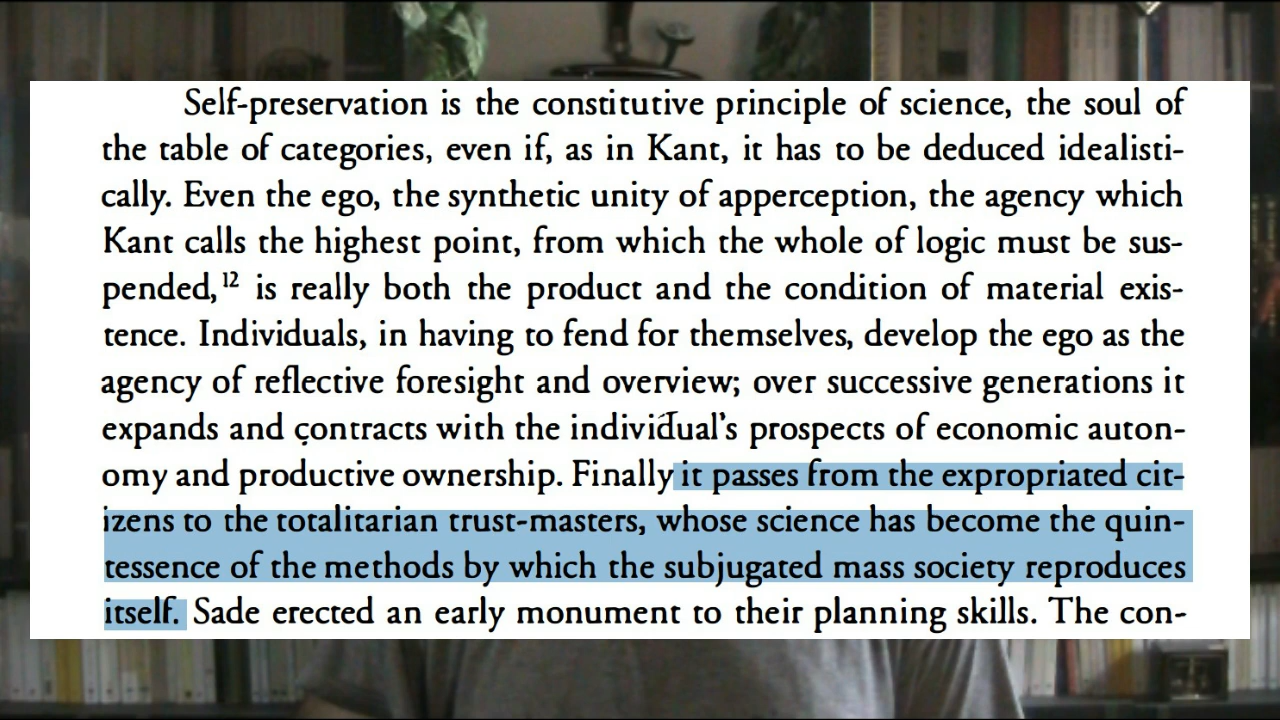 Self-preservation is the constitutive principle of science, the soul of
the table of categories, even if, as in Kant, it has to be deduced idealisti-
cally. Even the ego, the synthetic unity of apperception, the agency which
Kant calls the highest point, from which the whole of logic must be sus-
pended,¹² is really both the product and the condition of material exis-
tence. Individuals, in having to fend for themselves, develop the ego as the
agency of reflective foresight and overview; over successive generations it
expands and contracts with the individual's prospects of economic auton-
omy and productive ownership. Finally it passes from the expropriated cit-
izens to the totalitarian trust-masters, whose science has become the quin-
tessence of the methods by which the subjugated mass society reproduces
itself. Sade erected an early monument to their planning skills. The con-